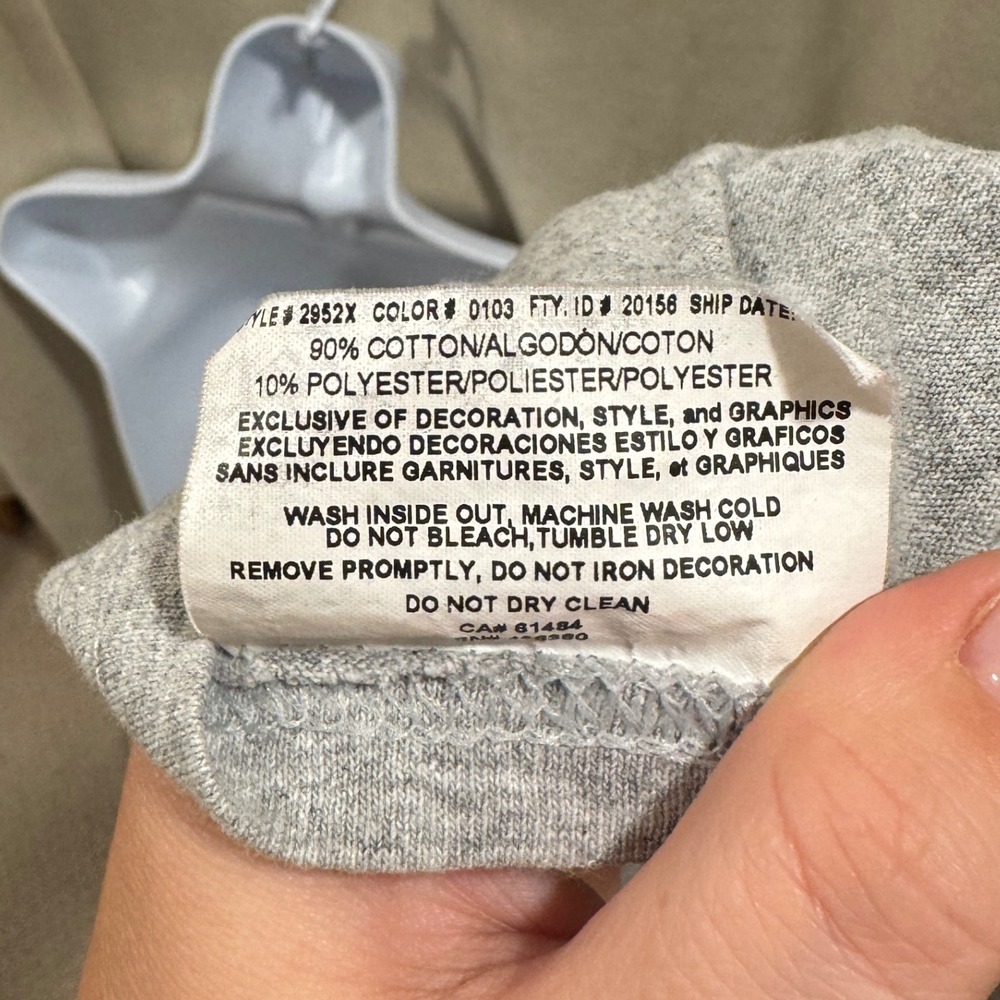 STYLE# 2952X COLOR# 0103 FTY. ID# 20156 SHIP DATE:
90% COTTON/ALGODÓN/COTON
10% POLYESTER/POLIESTER/POLYESTER
EXCLUSIVE OF DECORATION, STYLE, and GRAPHICS
EXCLUYENDO DECORACIONES ESTILO Y GRAFICOS
SANS INCLURE GARNITURES, STYLE, et GRAPHIQUES
WASH INSIDE OUT, MACHINE WASH COLD
DO NOT BLEACH,TUMBLE DRY LOW
REMOVE PROMPTLY, DO NOT IRON DECORATION
DO NOT DRY CLEAN
CA# 61484